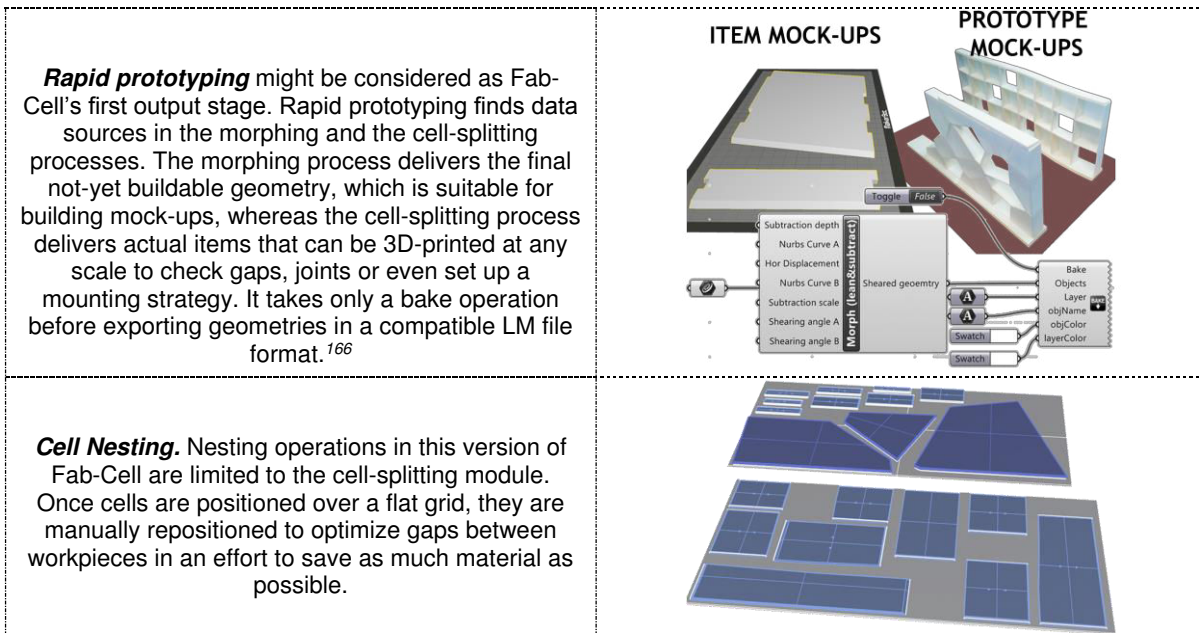 Rapid prototyping might be considered as Fab-
Cell's first output stage. Rapid prototyping finds data
sources in the morphing and the cell-splitting
processes. The morphing process delivers the final
not-yet buildable geometry, which is suitable for
building mock-ups, whereas the cell-splitting process
delivers actual items that can be 3D-printed at any
scale to check gaps, joints or even set up a
mounting strategy. It takes only a bake operation
before exporting geometries in a compatible LM file
format.166
ITEM MOCK-UPS
PROTOTYPE
MOCK-UPS
Toggle False
Subtraction depth
Nurbs Curve A
Hor Displacement
Nurbs Curve B
Subtraction scale
Shearing angle A
Shearing angle B
Morph (lean&subtract)
Sheared geoemtry
A
A
Swatch
Swatch
Bake
Objects
Layer
objName
objColor
layerColor
BAKE
Cell Nesting. Nesting operations in this version of
Fab-Cell are limited to the cell-splitting module.
Once cells are positioned over a flat grid, they are
manually repositioned to optimize gaps between
workpieces in an effort to save as much material as
possible.